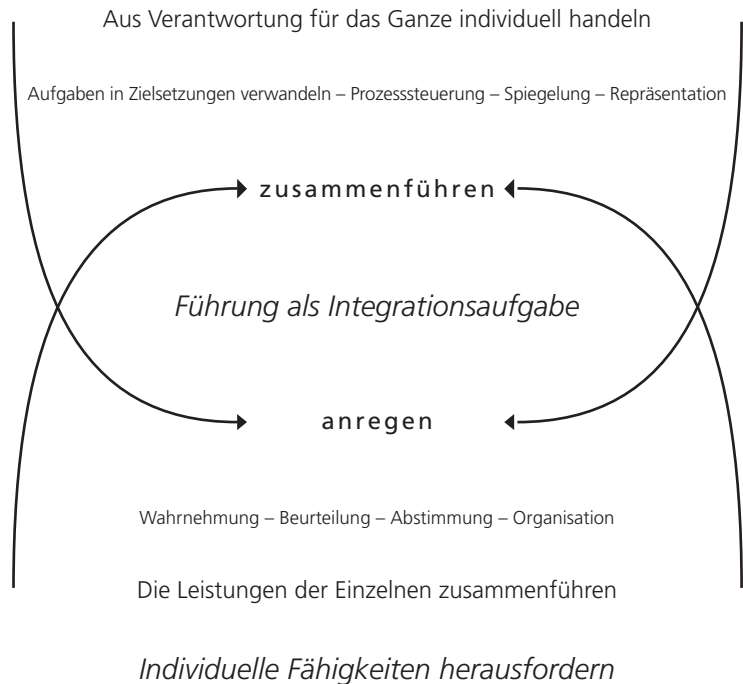 Aus Verantwortung für das Ganze individuell handeln
Aufgaben in Zielsetzungen verwandeln – Prozesssteuerung – Spiegelung – Repräsentation
zusammenführen
Führung als Integrationsaufgabe
anregen
Wahrnehmung – Beurteilung – Abstimmung – Organisation
Die Leistungen der Einzelnen zusammenführen
Individuelle Fähigkeiten herausfordern